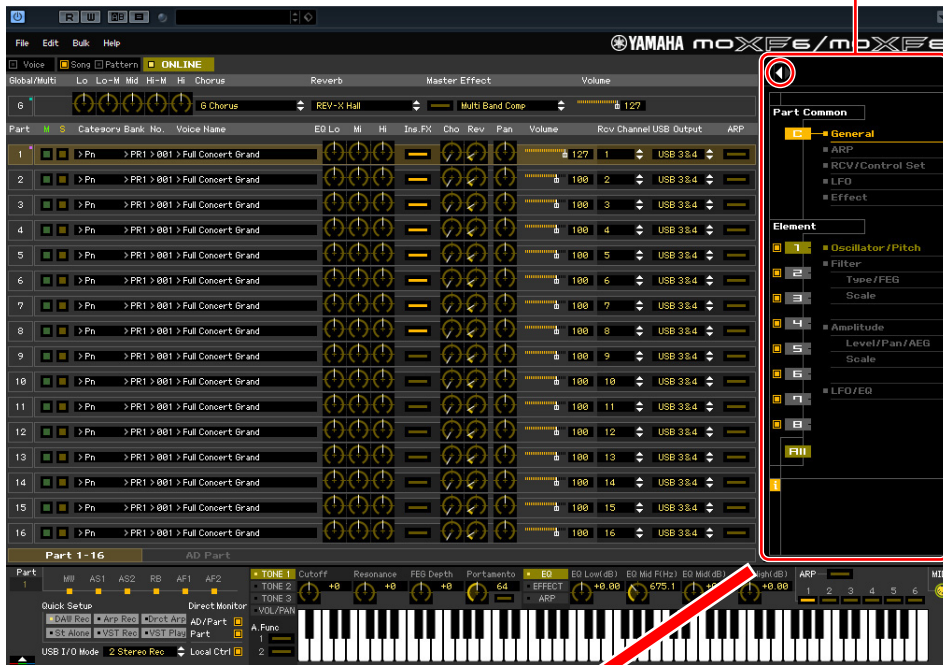 R W AB
File Edit Bulk Help
YAMAHA MOXF6/MOXF8
Voice Song Pattern ONLINE
Global/Multi Lo Lo-M Mid Hi-M Hi Chorus Reverb Master Effect Volume
G G Chorus REV-X Hall Multi Band Comp 127
Part M S Category Bank No. Voice Name EQ Lo Mi Hi Ins.FX Cho Rev Pan Volume Rcv Channel USB Output ARP
1 >Pn >PR1 >001 >Full Concert Grand 127 1 USB 3&4
2 >Pn >PR1 >001 >Full Concert Grand 100 2 USB 3&4
3 >Pn >PR1 >001 >Full Concert Grand 100 3 USB 3&4
4 >Pn >PR1 >001 >Full Concert Grand 100 4 USB 3&4
5 >Pn >PR1 >001 >Full Concert Grand 100 5 USB 3&4
6 >Pn >PR1 >001 >Full Concert Grand 100 6 USB 3&4
7 >Pn >PR1 >001 >Full Concert Grand 100 7 USB 3&4
8 >Pn >PR1 >001 >Full Concert Grand 100 8 USB 3&4
9 >Pn >PR1 >001 >Full Concert Grand 100 9 USB 3&4
10 >Pn >PR1 >001 >Full Concert Grand 100 10 USB 3&4
11 >Pn >PR1 >001 >Full Concert Grand 100 11 USB 3&4
12 >Pn >PR1 >001 >Full Concert Grand 100 12 USB 3&4
13 >Pn >PR1 >001 >Full Concert Grand 100 13 USB 3&4
14 >Pn >PR1 >001 >Full Concert Grand 100 14 USB 3&4
15 >Pn >PR1 >001 >Full Concert Grand 100 15 USB 3&4
16 >Pn >PR1 >001 >Full Concert Grand 100 16 USB 3&4
Part 1-16 AD Part
Part Common
C General
ARP
RCV/Control Set
LFO
Effect
Element
1 Oscillator/Pitch
Filter
2 Type/FEG
3 Scale
4 Amplitude
5 Level/Pan/AEG
Scale
6
7 LFO/EQ
8
All
i
Part
1
MW AS1 AS2 RB AF1 AF2
Quick Setup Direct Monitor
DAW Rec Arp Rec Drct Arp AD/Part
St Alone VST Rec VST Play Part
USB I/O Mode 2 Stereo Rec Local Ctrl
TONE 1 Cutoff Resonance FEG Depth Portamento
TONE 2 +0 +0 +0 64
TONE 3
VOL/PAN
A.Func
1
2
EQ EQ Low(dB) EQ Mid F(Hz) EQ Mid(dB) High(dB)
EFFECT +0.00 675.1 +0.00
ARP
ARP
1 2 3 4 5 6